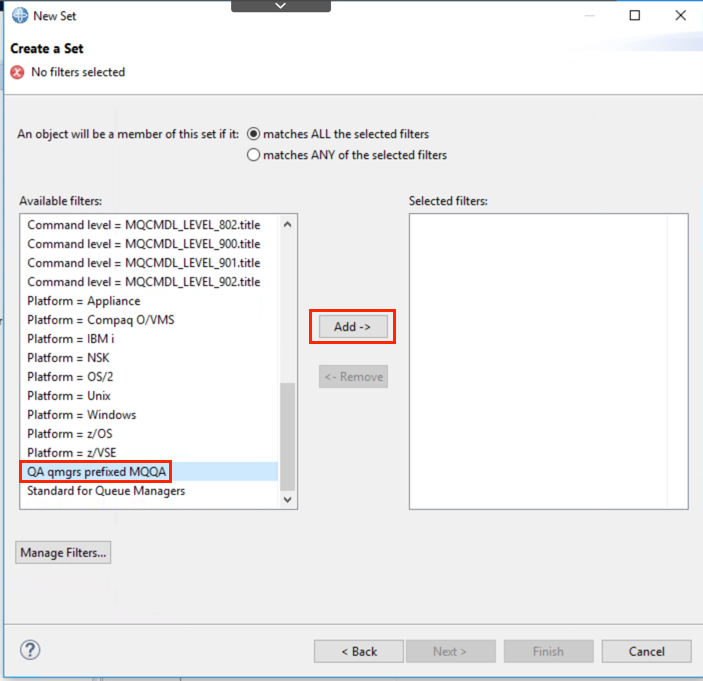 New Set
Create a Set
No filters selected
An object will be a member of this set if it:
matches ALL the selected filters
matches ANY of the selected filters
Available filters:
Selected filters:
Command level = MQCMDL_LEVEL_802.title
Command level = MQCMDL_LEVEL_900.title
Command level = MQCMDL_LEVEL_901.title
Command level = MQCMDL_LEVEL_902.title
Platform = Appliance
Platform = Compaq O/VMS
Platform = IBM i
Platform = NSK
Platform = OS/2
Platform = Unix
Platform = Windows
Platform = z/OS
Platform = z/VSE
QA qmgrs prefixed MQQA
Standard for Queue Managers
Add ->
<- Remove
Manage Filters...
?
< Back
Next >
Finish
Cancel